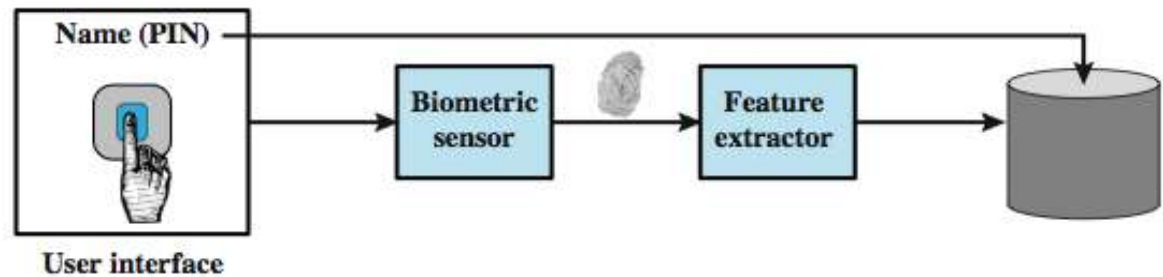 Name (PIN)
Biometric
sensor
Feature
extractor
User interface